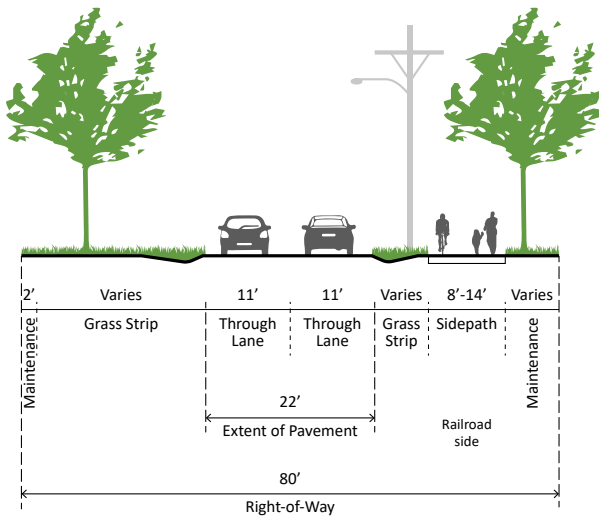 2’ Varies 11’ 11’ Varies 8’-14’ Varies
Maintenance Grass Strip Through Lane Through Lane Grass Strip Sidepath Maintenance
22’
Extent of Pavement
Railroad
side
80’
Right-of-Way